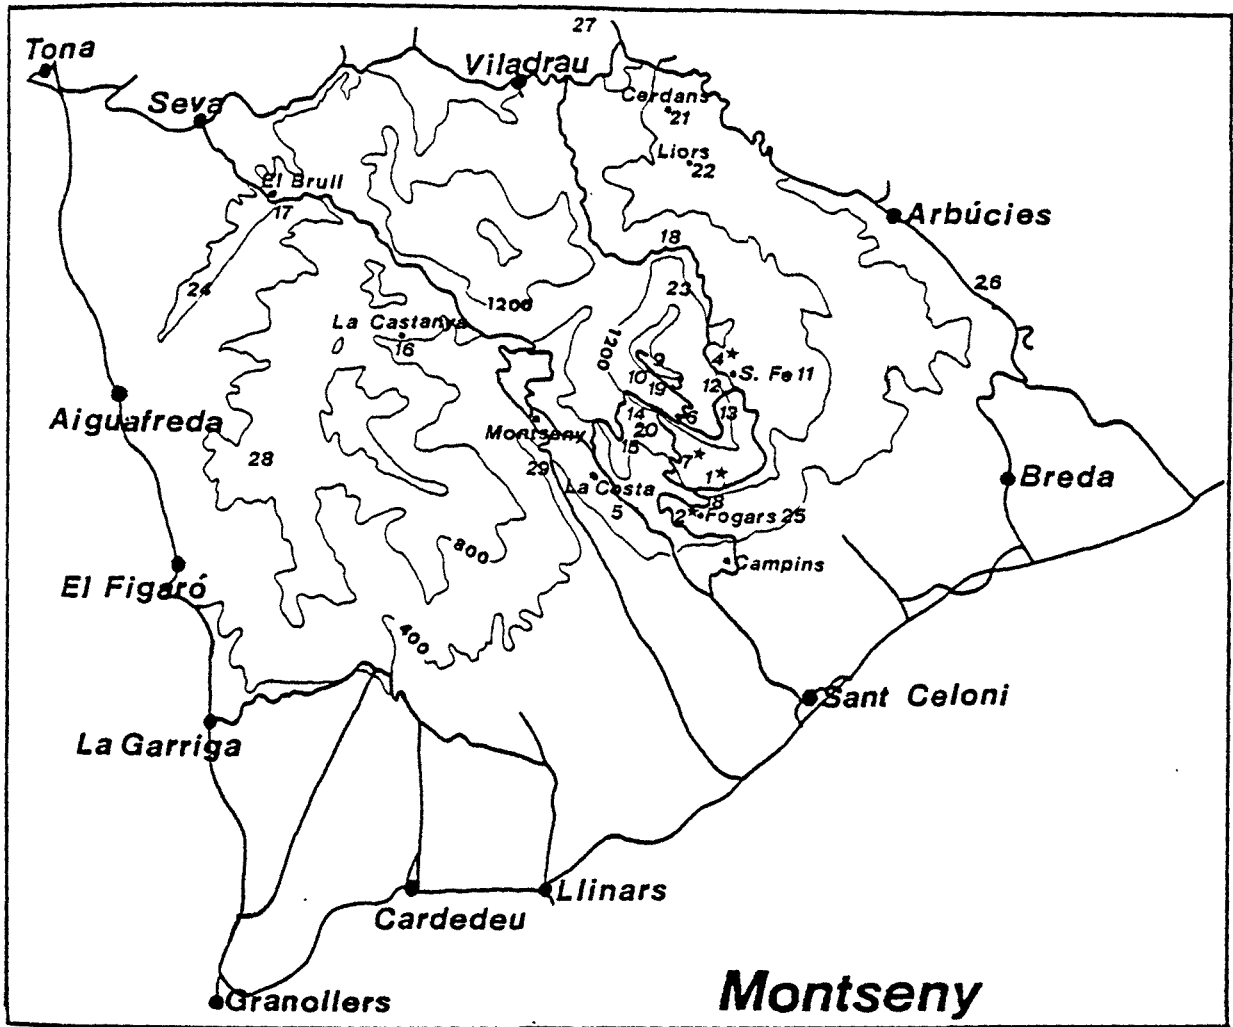 27
Tona
Viladrau
Seva
Cerdans
21
Liors
22
El Brull
17
Arbúcies
18
24
23
26
1200
La Castanya
16
1200
9
4*
10
19
12
S. Fe 11
14
6
13
20
15
Aiguafreda
Montseny
28
29
7*
1*
La Costa
8
5
2*
Fogars 25
Breda
800
Campins
El Figaró
400
Sant Celoni
La Garriga
Llinars
Cardedeu
Montseny
Granollers